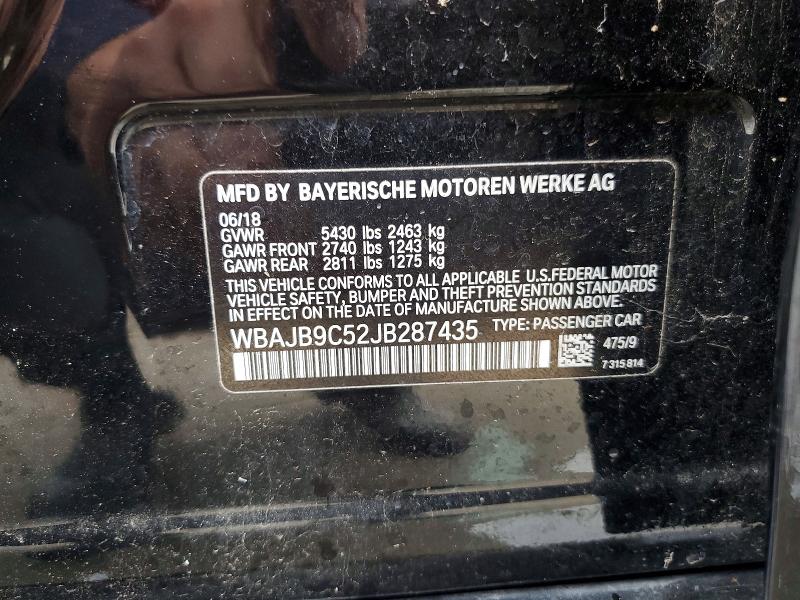 MFD BY BAYERISCHE MOTOREN WERKE AG
06/18
GVWR 5430 lbs 2463 kg
GAWR FRONT 2740 lbs 1243 kg
GAWR REAR 2811 lbs 1275 kg
THIS VEHICLE CONFORMS TO ALL APPLICABLE U.S.FEDERAL MOTOR
VEHICLE SAFETY, BUMPER AND THEFT PREVENTION STANDARDS
IN EFFECT ON THE DATE OF MANUFACTURE SHOWN ABOVE.
WBAJB9C52JB287435 TYPE: PASSENGER CAR
475/9
7 315 814